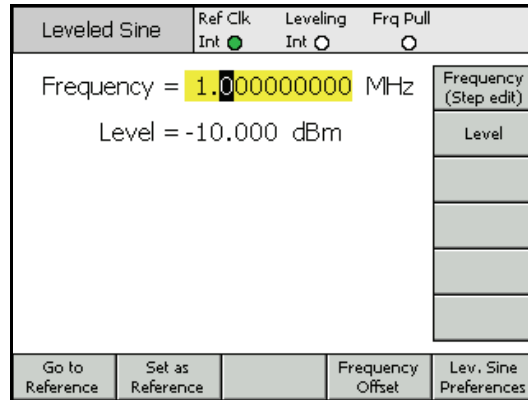 Leveled Sine
Ref Clk
Int
Leveling
Int
Frq Pull
Frequency = 1.000000000 MHz
Level = -10.000 dBm
Frequency
(Step edit)
Level
Go to
Reference
Set as
Reference
Frequency
Offset
Lev. Sine
Preferences